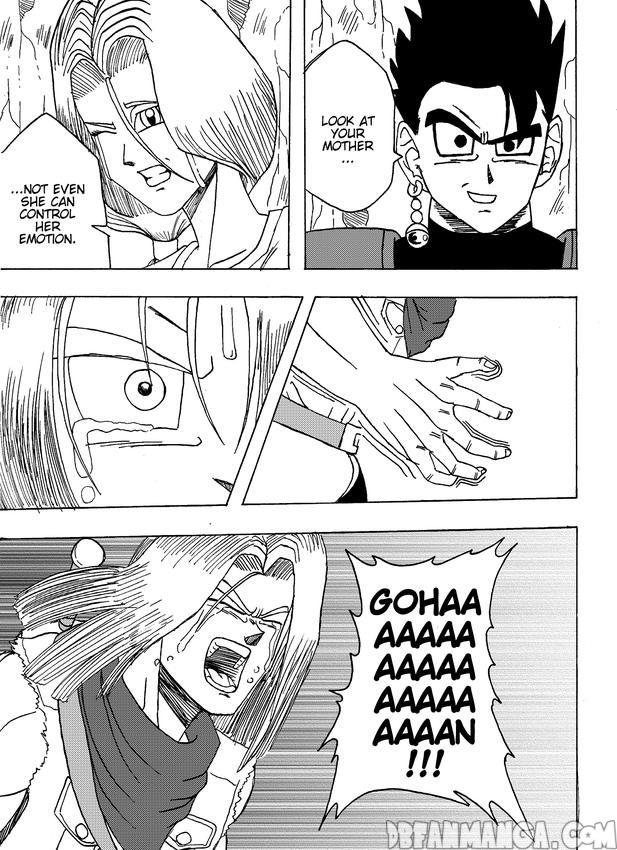 LOOK AT
YOUR
MOTHER
...
...NOT EVEN
SHE CAN
CONTROL
HER
EMOTION.
GOHAA
AAAAA
AAAAA
AAAAA
AAAAN
!!!
DBFANMANGA.COM